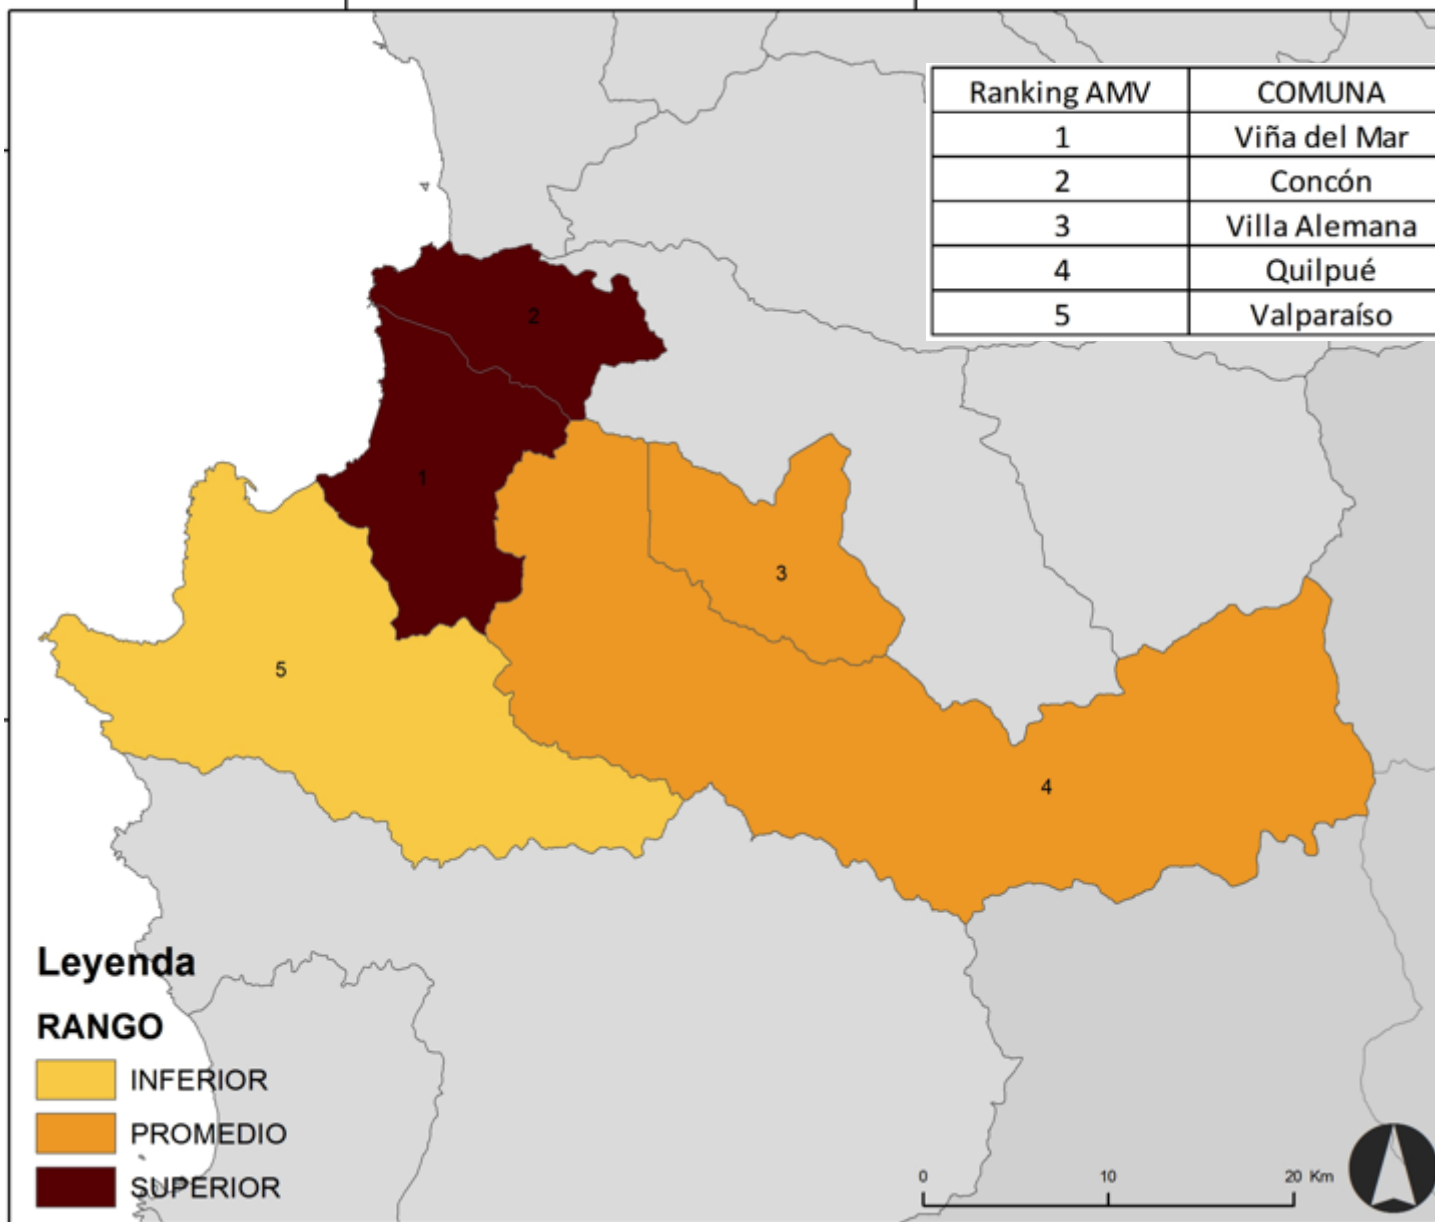 Ranking AMV COMUNA
1 Viña del Mar
2 Concón
3 Villa Alemana
4 Quilpué
5 Valparaíso
2
1
3
5
4
Leyenda
RANGO
INFERIOR
PROMEDIO
SUPERIOR
0 10 20 Km